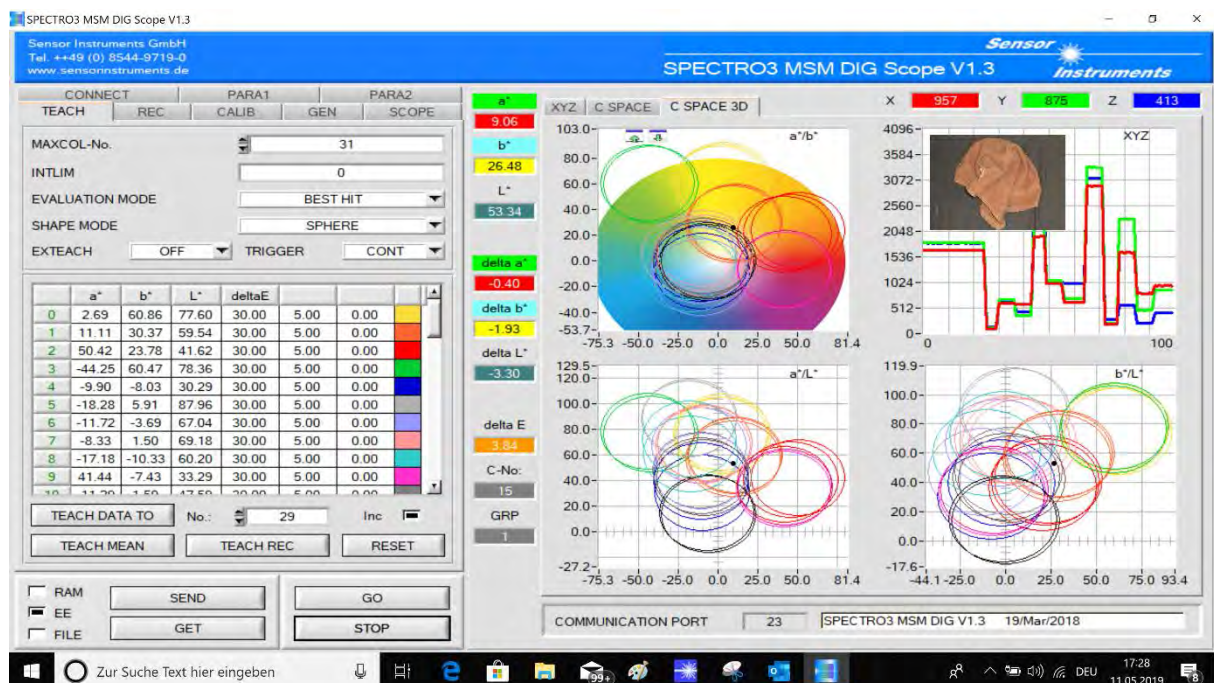 SPECTRO3 MSM DIG Scope V1.3
Sensor Instruments GmbH
Tel. ++49 (0) 8544-9719-0
www.sensorinstruments.de
SPECTRO3 MSM DIG Scope V1.3
Sensor
Instruments
CONNECT PARA1 PARA2
TEACH REC CALIB GEN SCOPE
MAXCOL-No. 31
INTLIM 0
EVALUATION MODE BEST HIT
SHAPE MODE SPHERE
EXTEACH OFF TRIGGER CONT
a* b* L* deltaE
0 2.69 60.86 77.60 30.00 5.00 0.00
1 11.11 30.37 59.54 30.00 5.00 0.00
2 50.42 23.78 41.62 30.00 5.00 0.00
3 -44.25 60.47 78.36 30.00 5.00 0.00
4 -9.90 -8.03 30.29 30.00 5.00 0.00
5 -18.28 5.91 87.96 30.00 5.00 0.00
6 -11.72 -3.69 67.04 30.00 5.00 0.00
7 -8.33 1.50 69.18 30.00 5.00 0.00
8 -17.18 -10.33 60.20 30.00 5.00 0.00
9 41.44 -7.43 33.29 30.00 5.00 0.00
TEACH DATA TO No.: 29 Inc
TEACH MEAN TEACH REC RESET
RAM
EE
FILE
SEND GO
GET STOP
a*
9.06
b*
26.48
L*
53.34
delta a*
-0.40
delta b*
-1.93
delta L*
-3.30
delta E
3.84
C-No:
15
GRP
1
XYZ C SPACE C SPACE 3D
X 957 Y 875 Z 413
a*/b*
103.0-
80.0-
60.0-
40.0-
20.0-
0.0-
-20.0-
-40.0-
-53.7-
-75.3 -50.0 -25.0 0.0 25.0 50.0 81.4
XYZ
4096-
3584-
3072-
2560-
2048-
1536-
1024-
512-
0-
0 100
a*/L*
129.5-
120.0-
100.0-
80.0-
60.0-
40.0-
20.0-
0.0-
-27.2-
-75.3 -50.0 -25.0 0.0 25.0 50.0 81.4
b*/L*
119.9-
100.0-
80.0-
60.0-
40.0-
20.0-
0.0-
-17.6-
-44.1 -25.0 0.0 25.0 50.0 75.0 93.4
COMMUNICATION PORT 23 SPECTRO3 MSM DIG V1.3 19/Mar/2018
Zur Suche Text hier eingeben
99+
DEU
17:28
11.05.2019
8